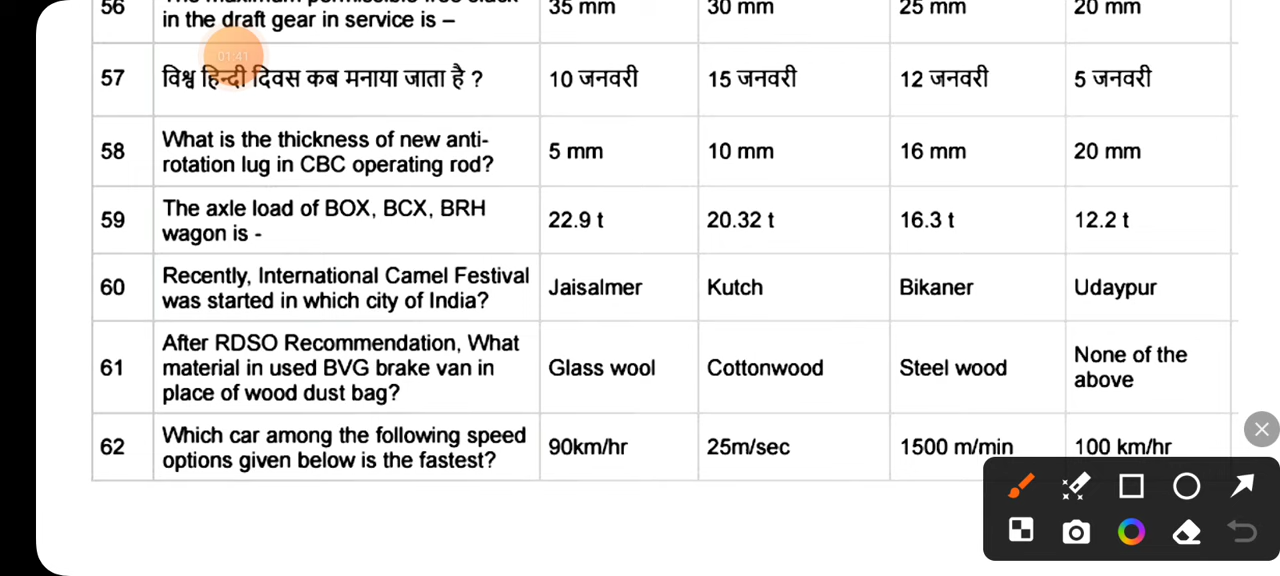 56
in the draft gear in service is –
35 mm
30 mm
25 mm
20 mm
01:41
57
विश्व हिन्दी दिवस कब मनाया जाता है ?
10 जनवरी
15 जनवरी
12 जनवरी
5 जनवरी
58
What is the thickness of new anti-
rotation lug in CBC operating rod?
5 mm
10 mm
16 mm
20 mm
59
The axle load of BOX, BCX, BRH
wagon is -
22.9 t
20.32 t
16.3 t
12.2 t
60
Recently, International Camel Festival
was started in which city of India?
Jaisalmer
Kutch
Bikaner
Udaypur
61
After RDSO Recommendation, What
material in used BVG brake van in
place of wood dust bag?
Glass wool
Cottonwood
Steel wood
None of the
above
62
Which car among the following speed
options given below is the fastest?
90km/hr
25m/sec
1500 m/min
100 km/hr